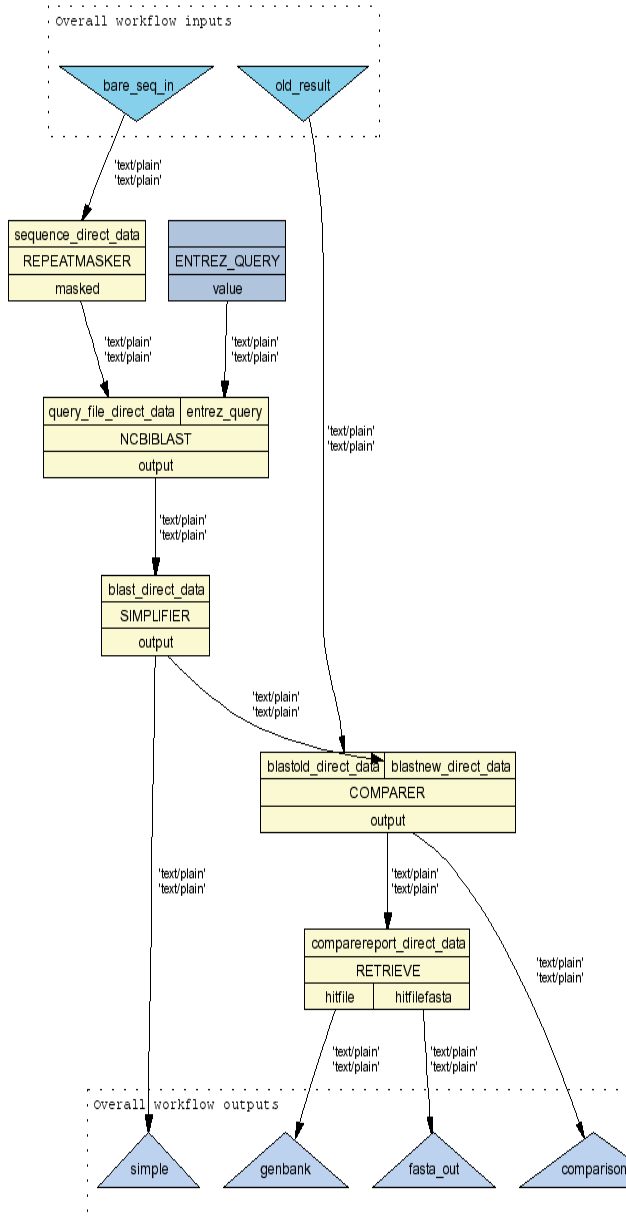 Overall workflow inputs
bare_seq_in
old_result
'text/plain'
'text/plain'
sequence_direct_data
REPEATMASKER
masked
ENTREZ_QUERY
value
'text/plain'
'text/plain'
'text/plain'
'text/plain'
query_file_direct_data
entrez_query
NCBIBLAST
output
'text/plain'
'text/plain'
'text/plain'
'text/plain'
blast_direct_data
SIMPLIFIER
output
'text/plain'
'text/plain'
blastold_direct_data
blastnew_direct_data
COMPARER
output
'text/plain'
'text/plain'
'text/plain'
'text/plain'
comparereport_direct_data
RETRIEVE
hitfile
hitfilefasta
'text/plain'
'text/plain'
'text/plain'
'text/plain'
'text/plain'
'text/plain'
Overall workflow outputs
simple
genbank
fasta_out
comparison